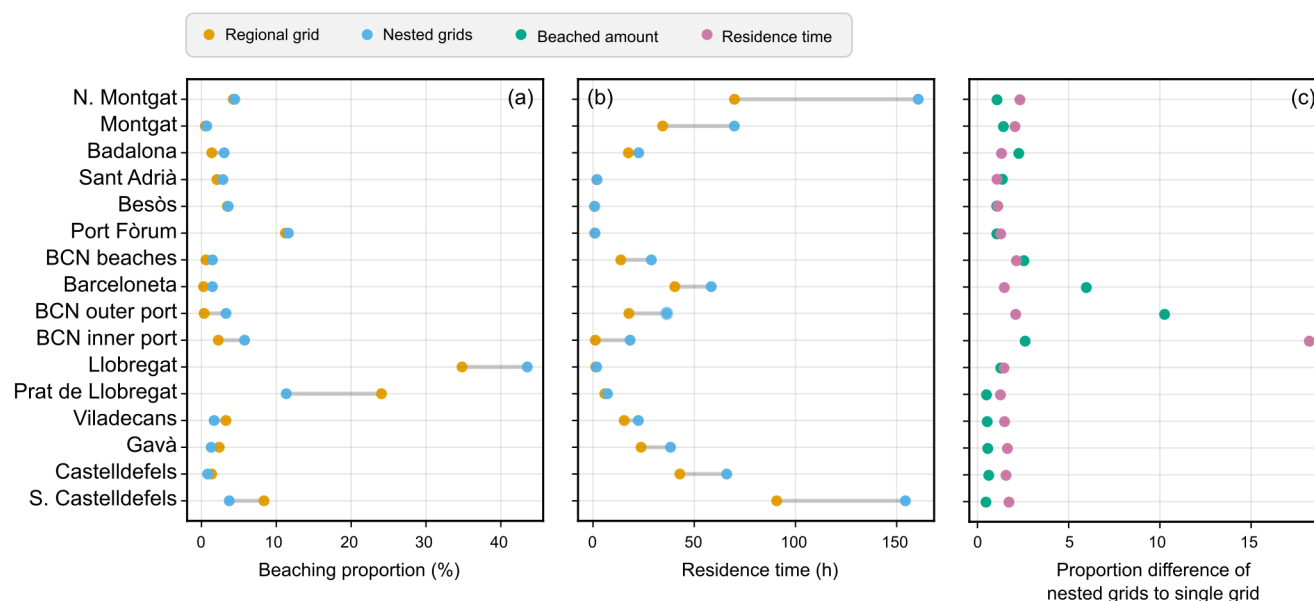 Regional grid
Nested grids
Beached amount
Residence time
N. Montgat
Montgat
Badalona
Sant Adrià
Besòs
Port Fòrum
BCN beaches
Barceloneta
BCN outer port
BCN inner port
Llobregat
Prat de Llobregat
Viladecans
Gavà
Castelldefels
S. Castelldefels
(a)
0 10 20 30 40
Beaching proportion (%)
(b)
0 50 100 150
Residence time (h)
(c)
0 5 10 15
Proportion difference of
nested grids to single grid